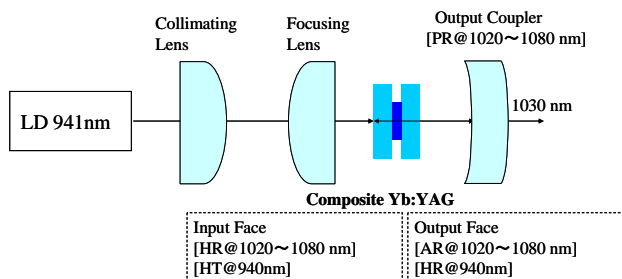 Collimating
Lens
Focusing
Lens
Output Coupler
[PR@1020～1080 nm]
LD 941nm
1030 nm
Composite Yb:YAG
Input Face
[HR@1020～1080 nm]
[HT@940nm]
Output Face
[AR@1020～1080 nm]
[HR@940nm]